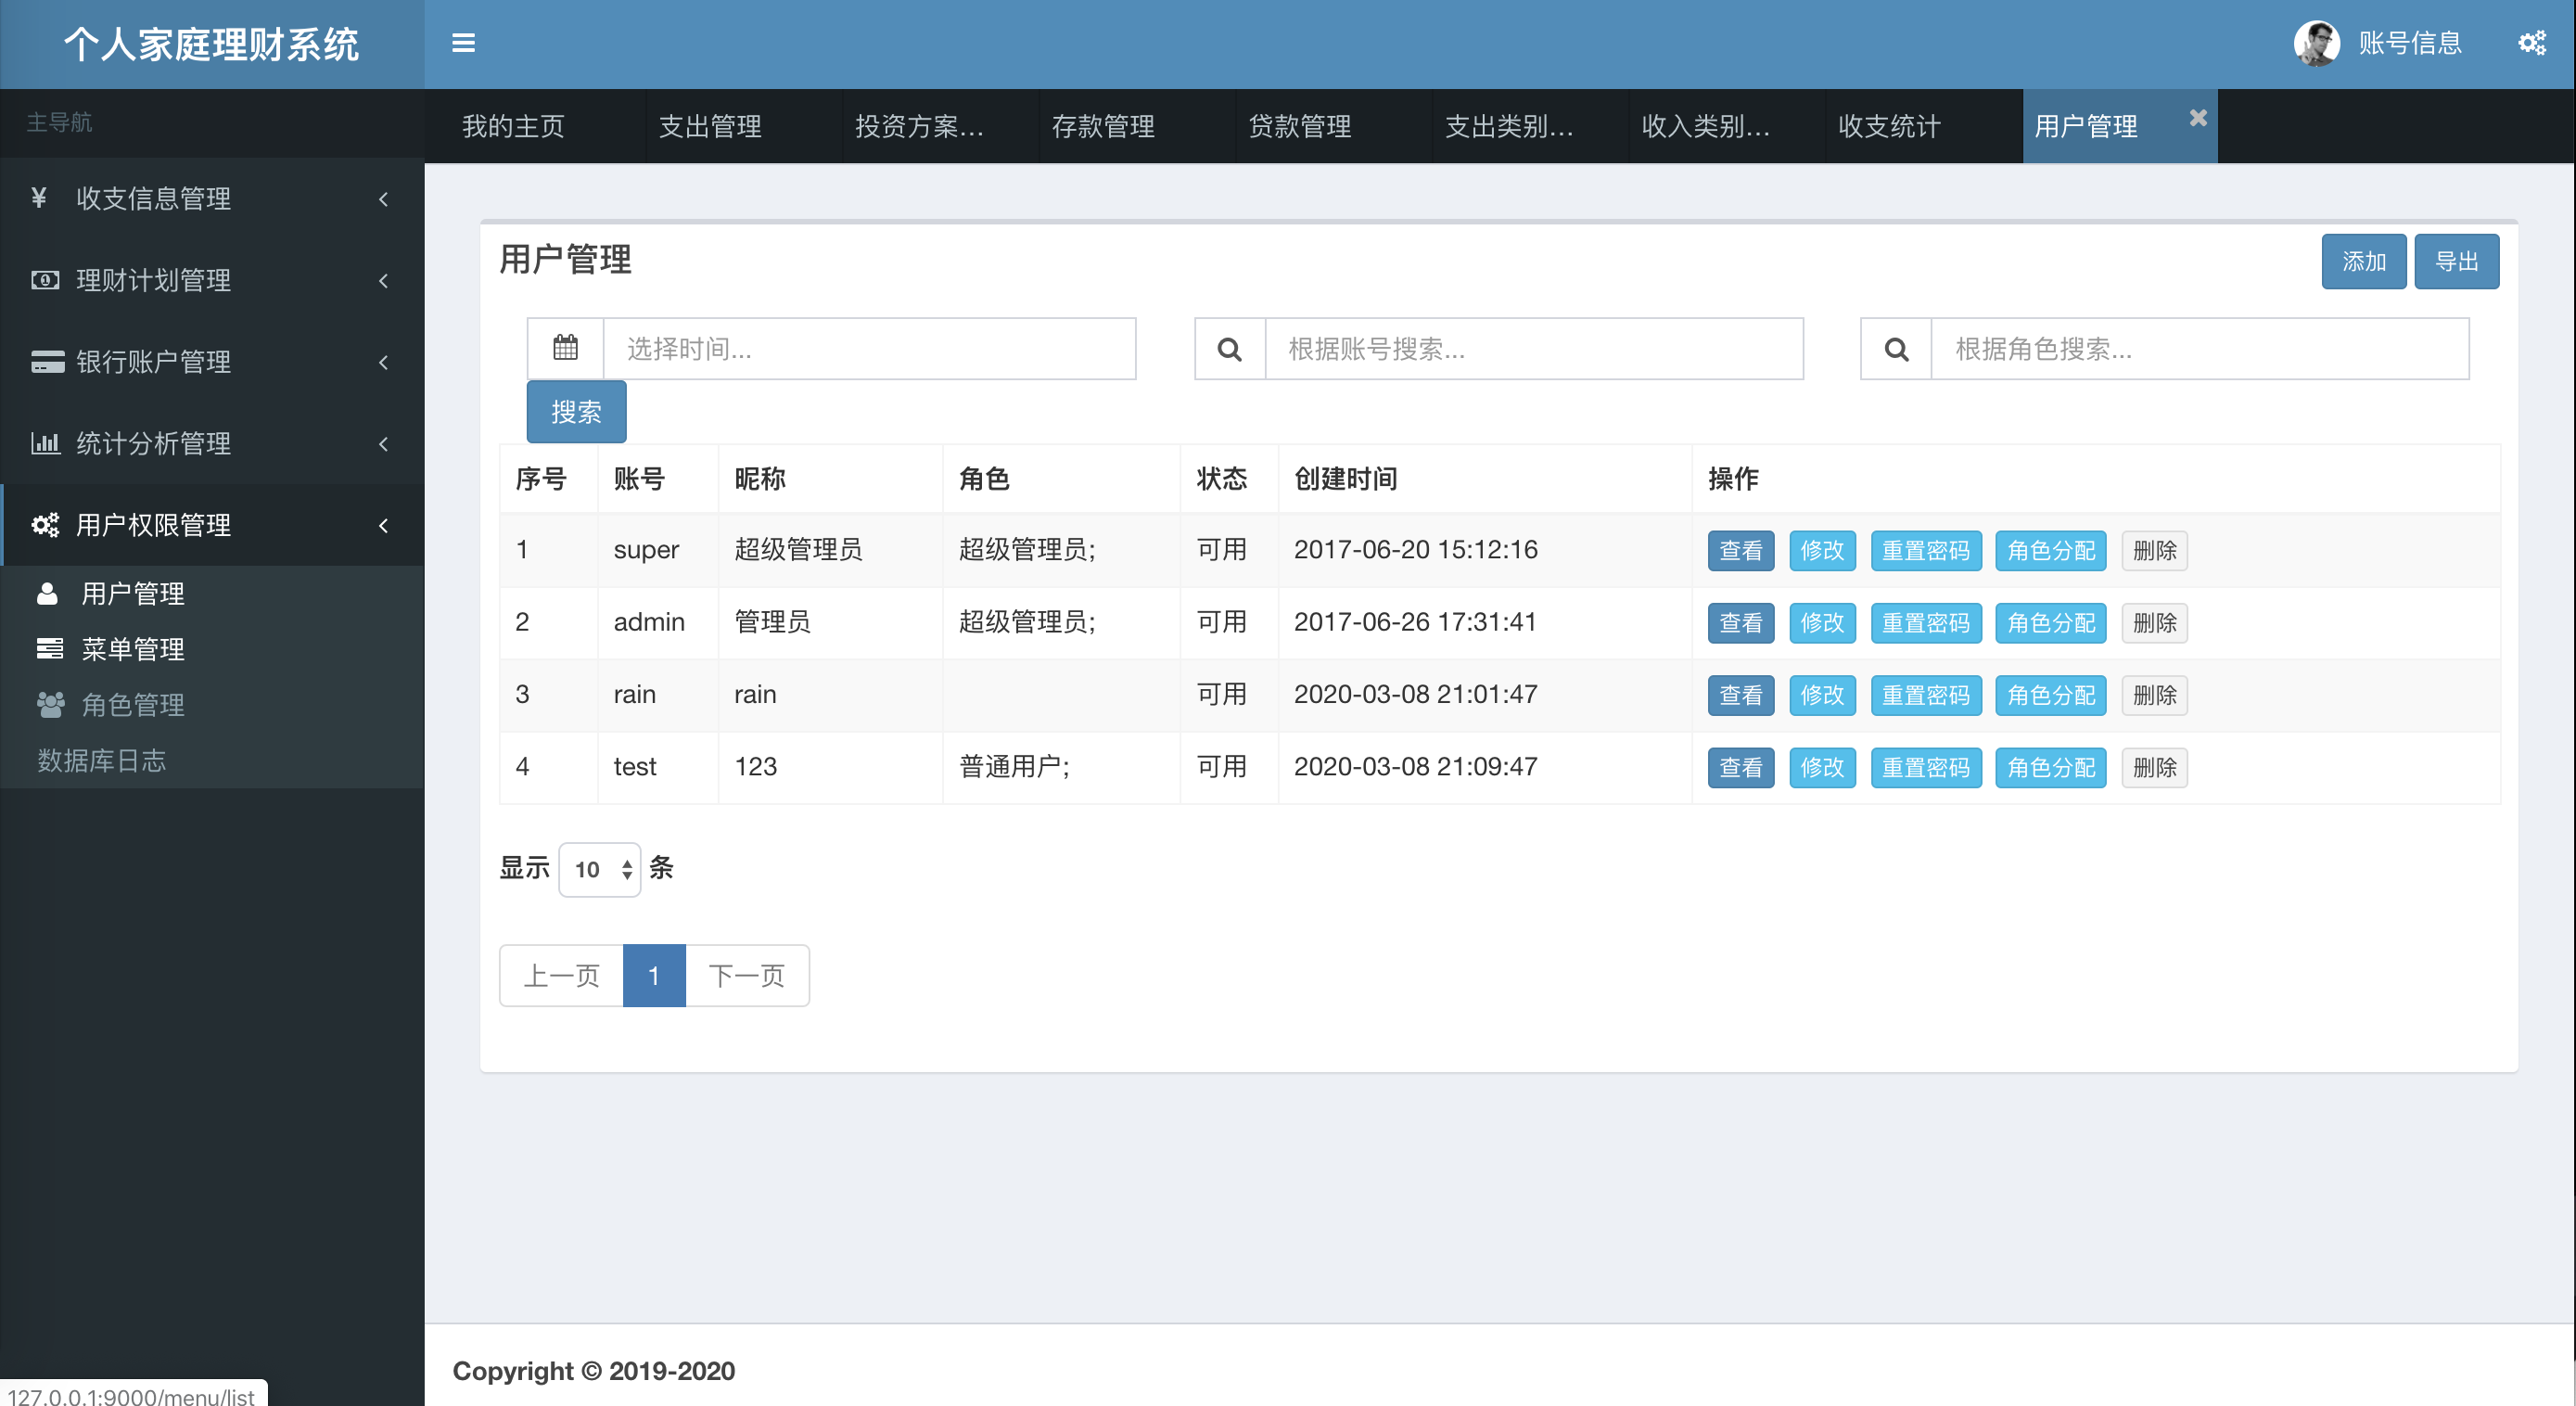 个人家庭理财系统
账号信息
主导航
我的主页 支出管理 投资方案... 存款管理 贷款管理 支出类别... 收入类别... 收支统计 用户管理
¥ 收支信息管理
理财计划管理
银行账户管理
统计分析管理
用户权限管理
用户管理
菜单管理
角色管理
数据库日志
用户管理
添加 导出
选择时间... 根据账号搜索... 根据角色搜索...
搜索
序号 账号 昵称 角色 状态 创建时间 操作
1 super 超级管理员 超级管理员; 可用 2017-06-20 15:12:16 查看 修改 重置密码 角色分配 删除
2 admin 管理员 超级管理员; 可用 2017-06-26 17:31:41 查看 修改 重置密码 角色分配 删除
3 rain rain 可用 2020-03-08 21:01:47 查看 修改 重置密码 角色分配 删除
4 test 123 普通用户; 可用 2020-03-08 21:09:47 查看 修改 重置密码 角色分配 删除
显示 10 条
上一页 1 下一页
Copyright © 2019-2020
127.0.0.1:9000/menu/list